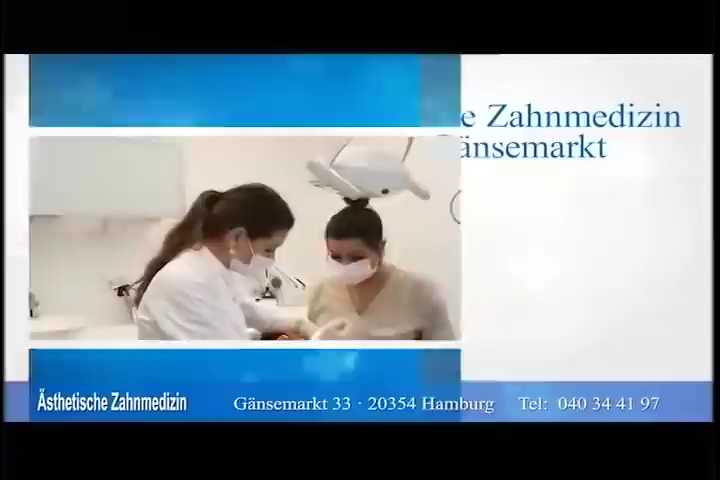 e Zahnmedizin
änsemarkt
Ästhetische Zahnmedizin
Gänsemarkt 33 · 20354 Hamburg Tel: 040 34 41 97